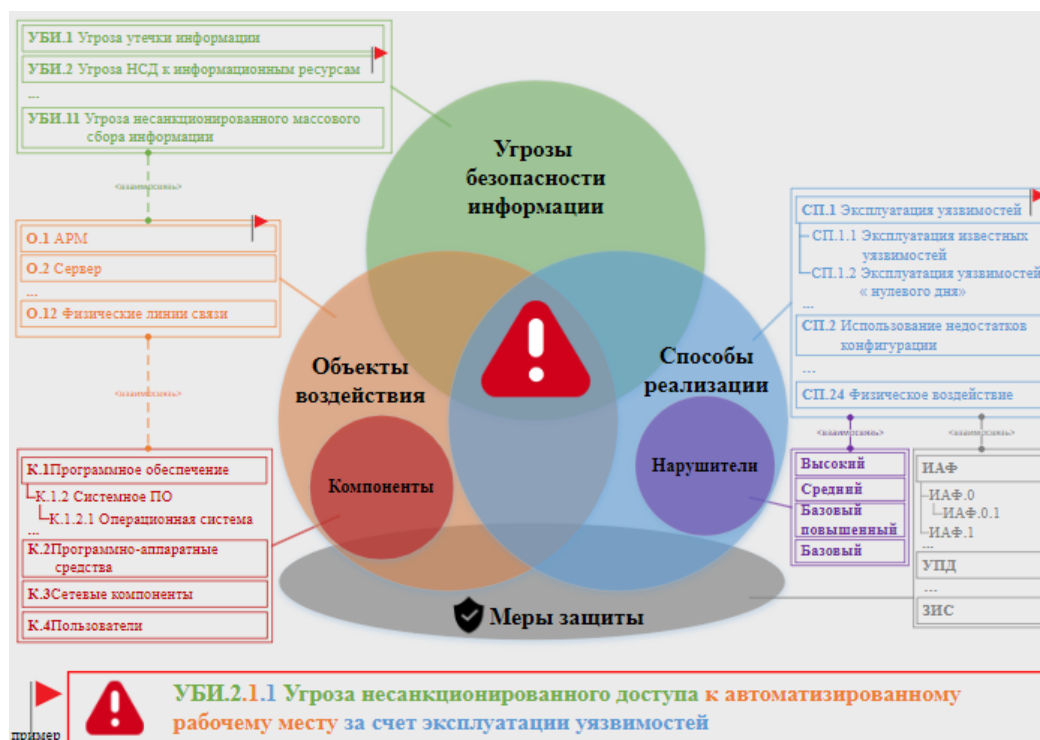 УБИ.1 Угроза утечки информации
УБИ.2 Угроза НСД к информационным ресурсам
...
УБИ.11 Угроза несанкционированного массового
сбора информации
<взаимосвязь>
О.1 АРМ
О.2 Сервер
...
О.12 Физические линии связи
<взаимосвязь>
К.1Программное обеспечение
К.1.2 Системное ПО
К.1.2.1 Операционная система
...
К.2Программно-аппаратные
средства
К.3Сетевые компоненты
К.4Пользователи
Угрозы
безопасности
информации
Объекты
воздействия
Компоненты
Способы
реализации
Нарушители
Меры защиты
СП.1 Эксплуатация уязвимостей
СП.1.1 Эксплуатация известных
уязвимостей
СП.1.2 Эксплуатация уязвимостей
« нулевого дня»
...
СП.2 Использование недостатков
конфигурации
...
СП.24 Физическое воздействие
<взаимосвязь>
<взаимосвязь>
Высокий
Средний
Базовый
повышенный
Базовый
ИАФ
ИАФ.0
ИАФ.0.1
ИАФ.1
...
УПД
...
ЗИС
пример
УБИ.2.1.1 Угроза несанкционированного доступа к автоматизированному
рабочему месту за счет эксплуатации уязвимостей